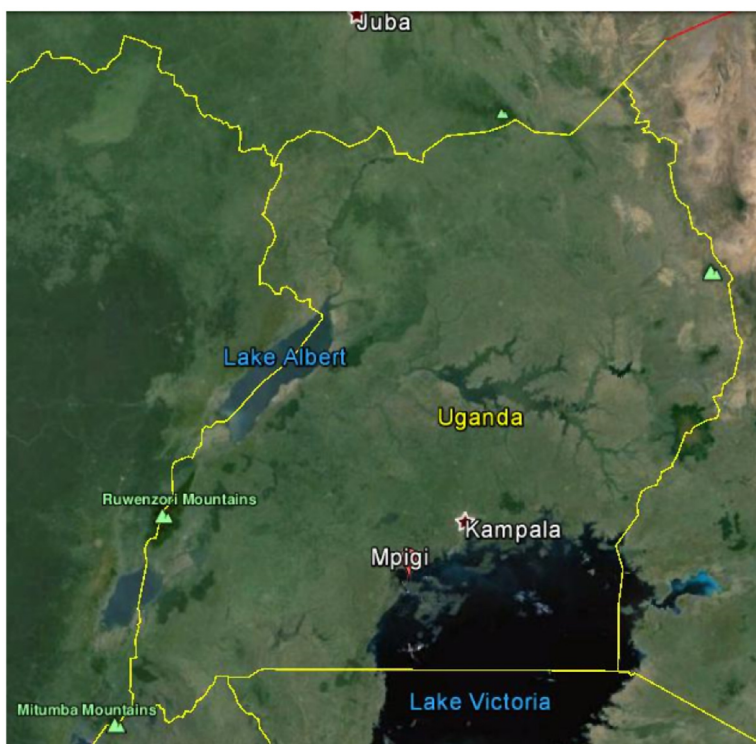 Juba
Lake Albert
Uganda
Ruwenzori Mountains
Kampala
Mpigi
Mitumba Mountains
Lake Victoria